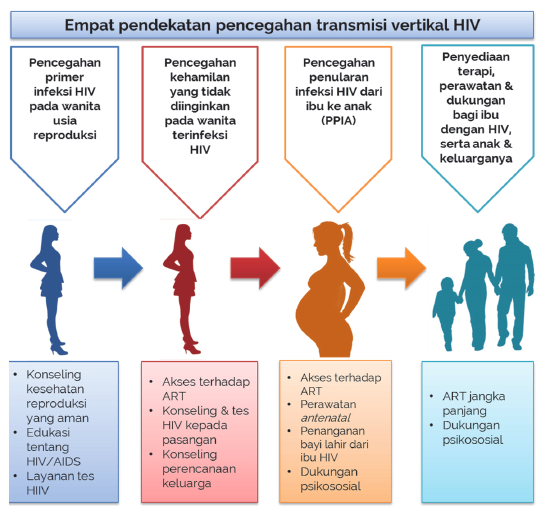 Empat pendekatan pencegahan transmisi vertikal HIV
Pencegahan
primer
infeksi HIV
pada wanita
usia
reproduksi
Pencegahan
kehamilan
yang tidak
diinginkan
pada wanita
terinfeksi
HIV
Pencegahan
penularan
infeksi HIV dari
ibu ke anak
(PPIA)
Penyediaan
terapi,
perawatan &
dukungan
bagi ibu
dengan HIV,
serta anak &
keluarganya
• Konseling
kesehatan
reproduksi
yang aman
• Edukasi
tentang
HIV/AIDS
• Layanan tes
HIIV
• Akses terhadap
ART
• Konseling & tes
HIV kepada
pasangan
• Konseling
perencanaan
keluarga
• Akses terhadap
ART
• Perawatan
antenatal
• Penanganan
bayi lahir dari
ibu HIV
• Dukungan
psikososial
• ART jangka
panjang
• Dukungan
psikososial